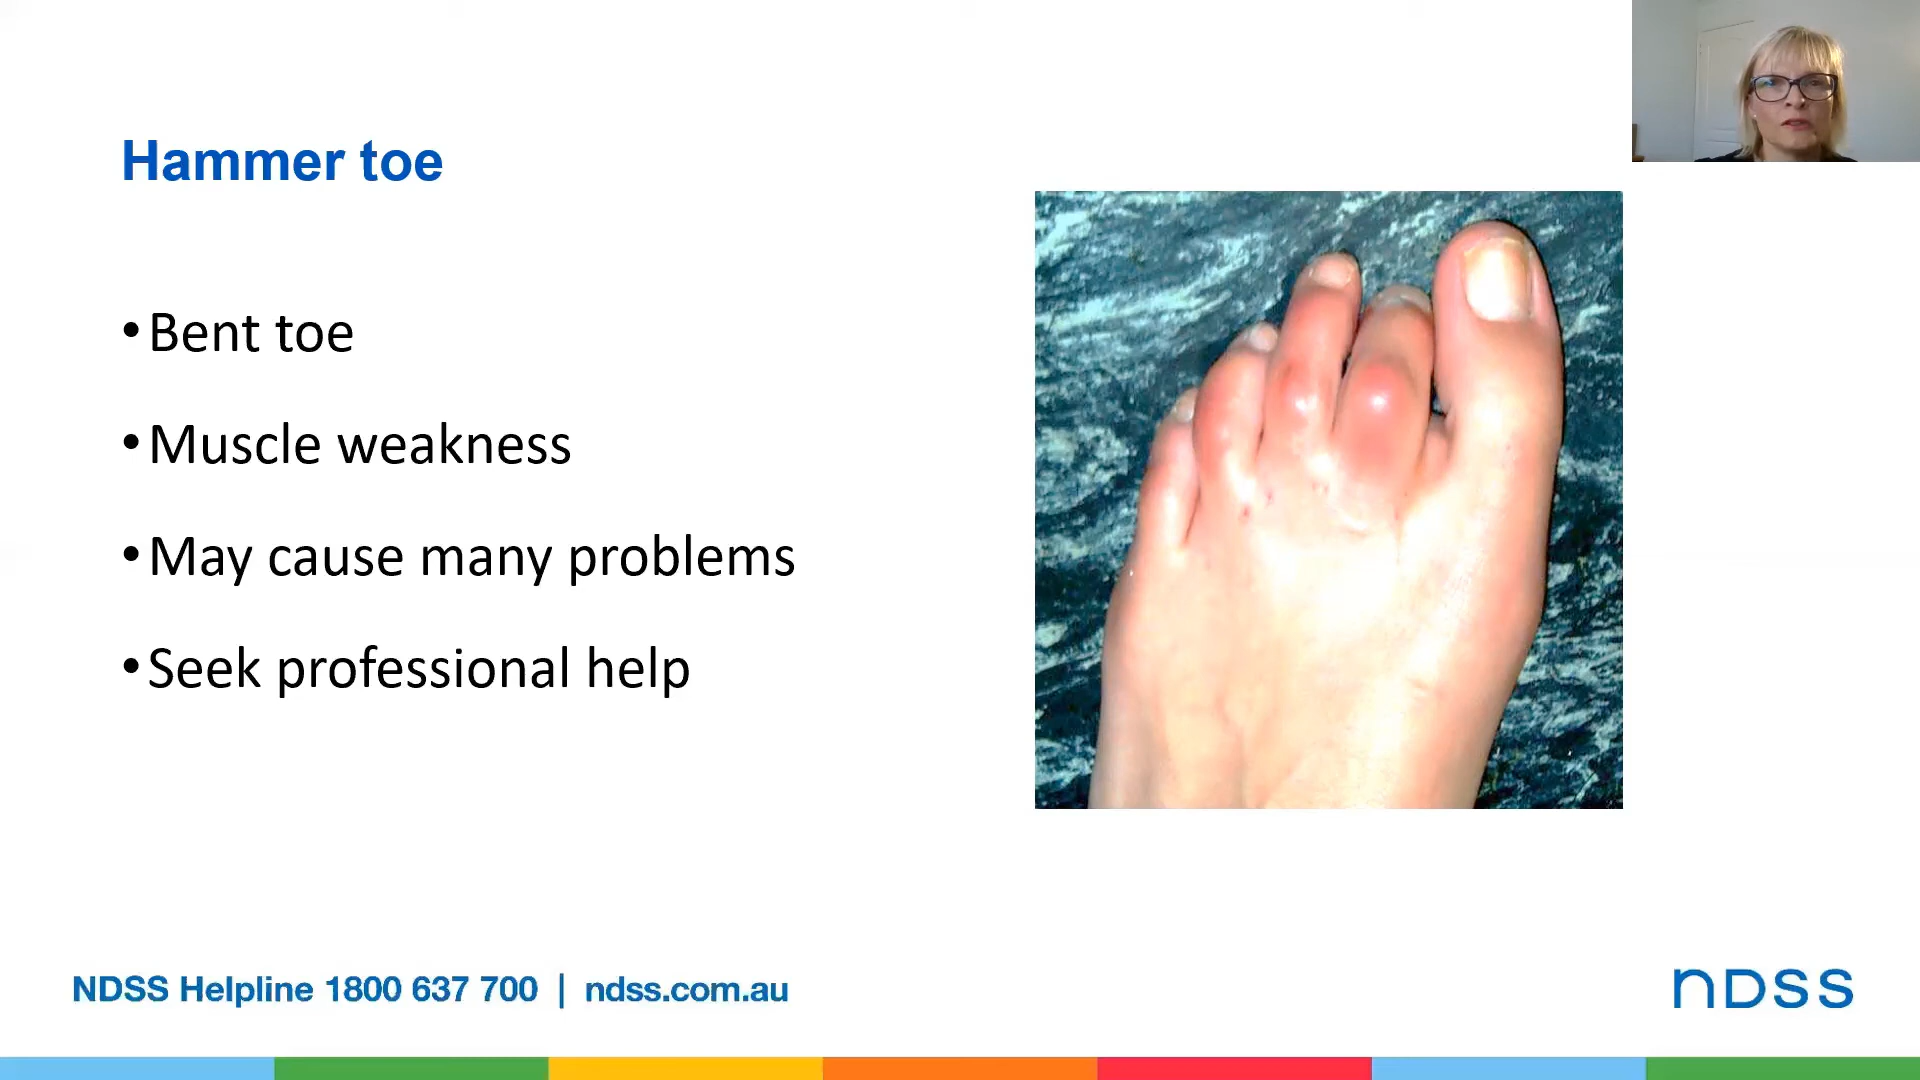 Hammer toe
•Bent toe
•Muscle weakness
•May cause many problems
•Seek professional help
NDSS Helpline 1800 637 700 | ndss.com.au
NDSS